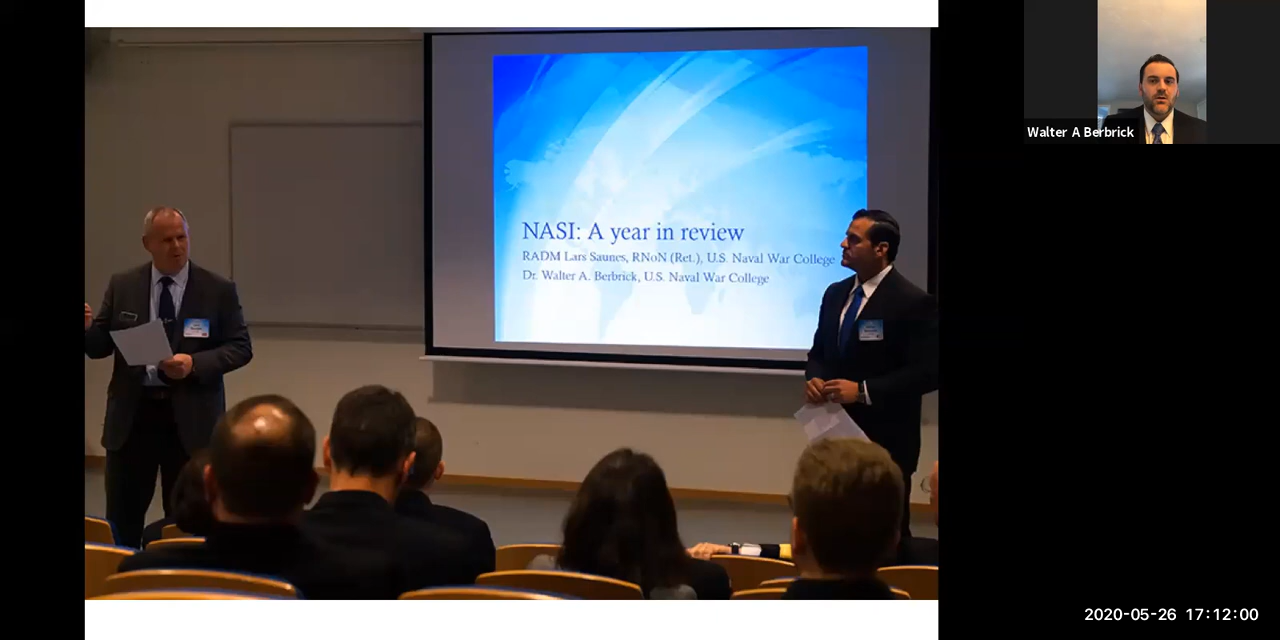 NASI: A year in review
RADM Lars Saunes, RNoN (Ret.), U.S. Naval War College
Dr. Walter A. Berbrick, U.S. Naval War College
Walter A Berbrick
2020-05-26 17:12:00